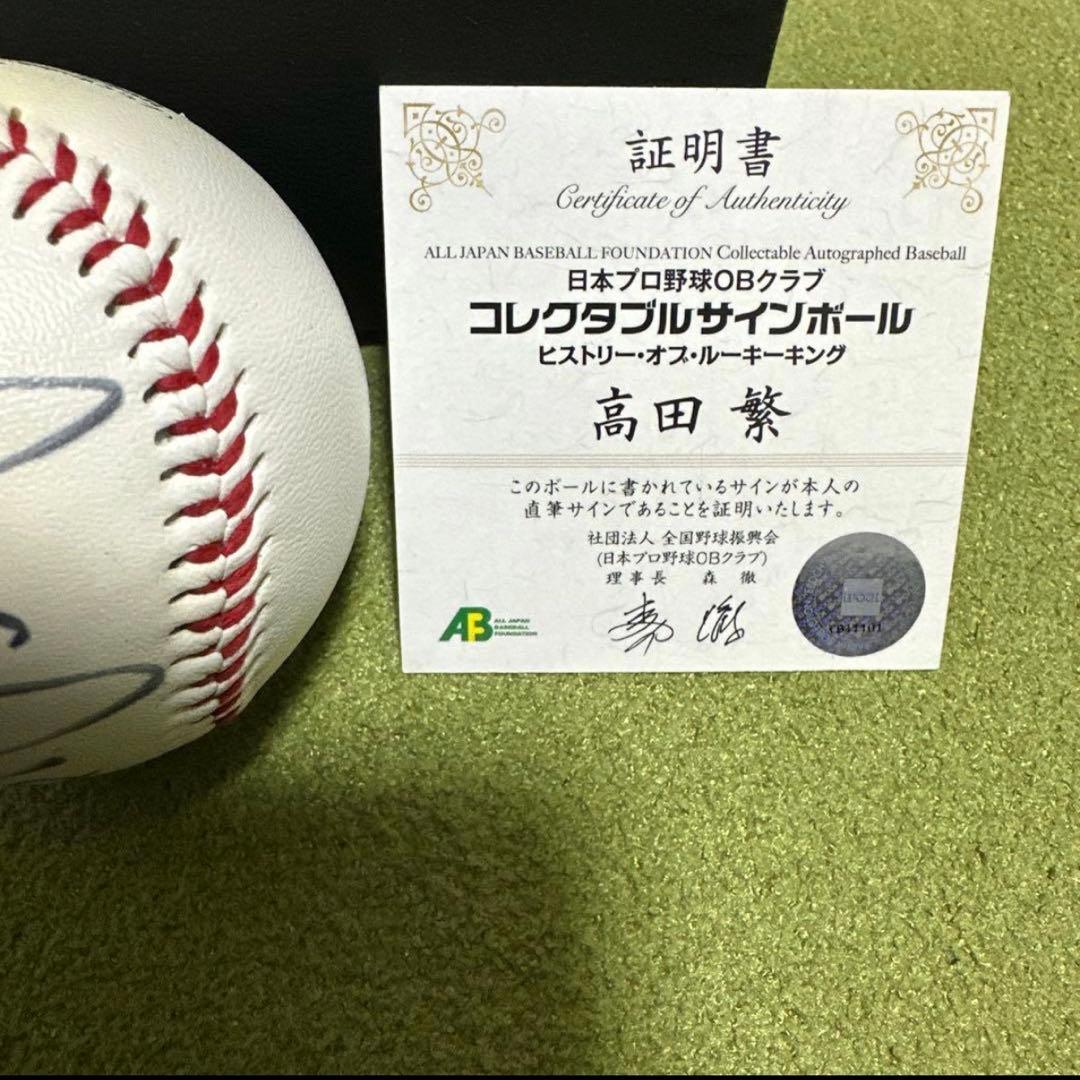 証明書
Certificate of Authenticity
ALL JAPAN BASEBALL FOUNDATION Collectable Autographed Baseball
日本プロ野球OBクラブ
コレクタブルサインボール
ヒストリー・オブ・ルーキーキング
高田 繁
このボールに書かれているサインが本人の
直筆サインであることを証明いたします。
社団法人 全国野球振興会
(日本プロ野球OBクラブ)
理事長 森 徹
ALL JAPAN
BASEBALL
FOUNDATION